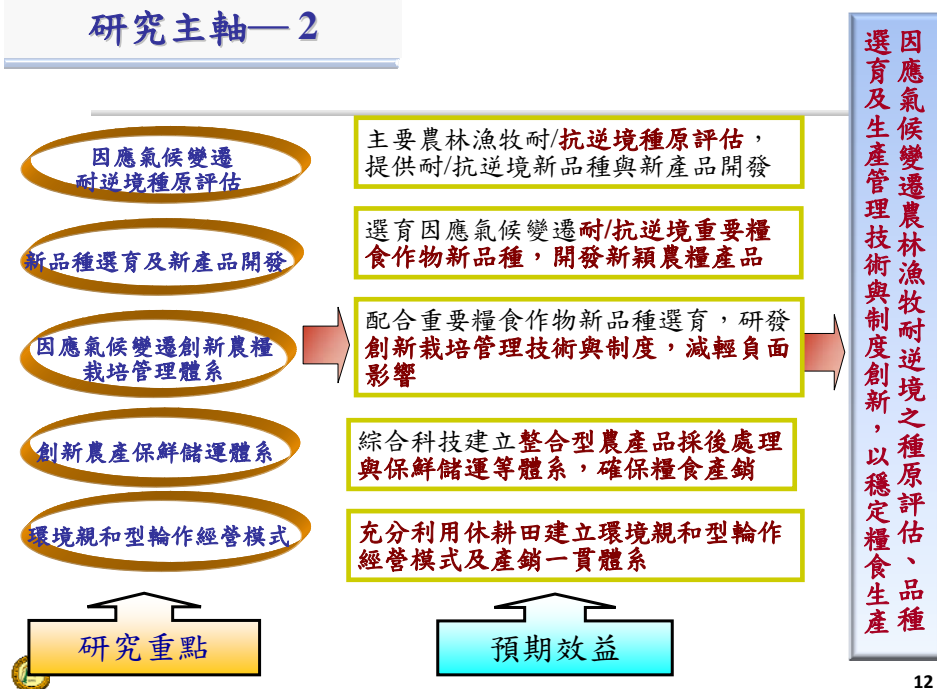 研究主軸—2
因應氣候變遷
耐逆境種原評估
主要農林漁牧耐/抗逆境種原評估，
提供耐/抗逆境新品種與新產品開發
新品種選育及新產品開發
選育因應氣候變遷耐/抗逆境重要糧
食作物新品種，開發新穎農糧產品
因應氣候變遷創新農糧
栽培管理體系
配合重要糧食作物新品種選育，研發
創新栽培管理技術與制度，減輕負面
影響
創新農產保鮮儲運體系
綜合科技建立整合型農產品採後處理
與保鮮儲運等體系，確保糧食產銷
環境親和型輪作經營模式
充分利用休耕田建立環境親和型輪作
經營模式及產銷一貫體系
研究重點
預期效益
因應氣候變遷農林漁牧耐逆境之種原評估、品種
選育及生產管理技術與制度創新，以穩定糧食生產
12